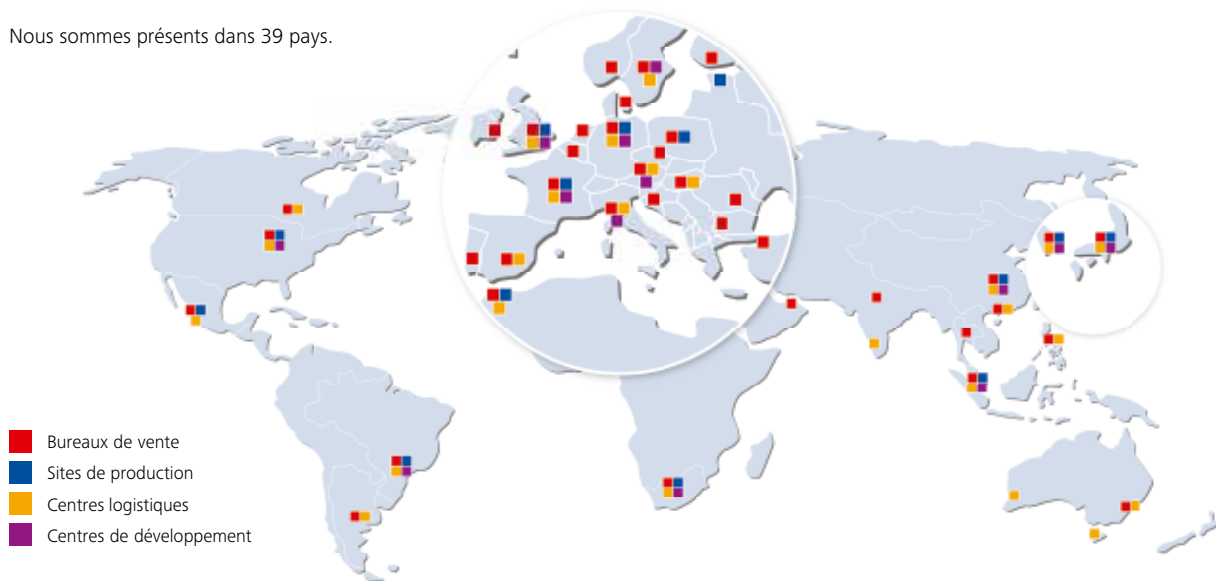 Nous sommes présents dans 39 pays.
Bureaux de vente
Sites de production
Centres logistiques
Centres de développement